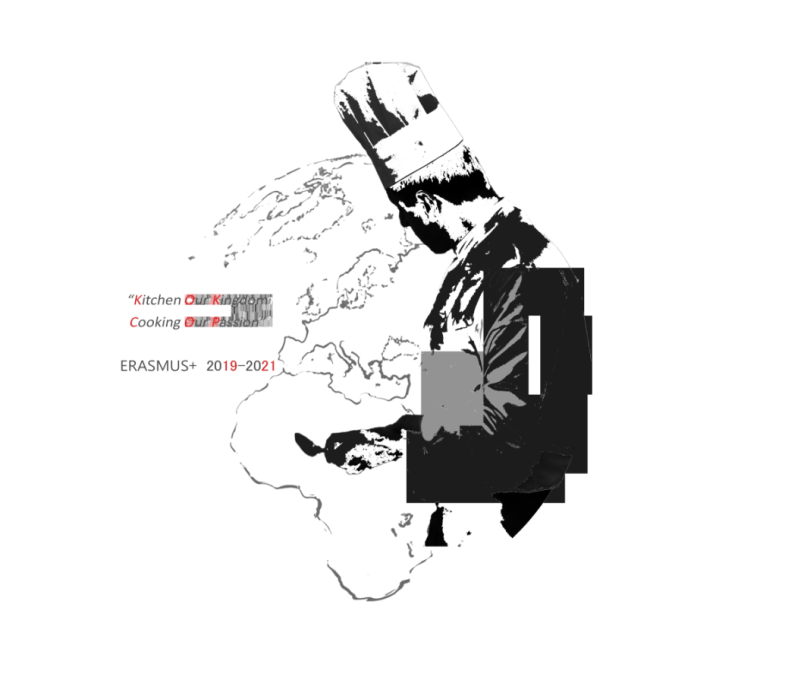 “Kitchen Our Kingdom”
Cooking Our Passion
ERASMUS+ 2019-2021